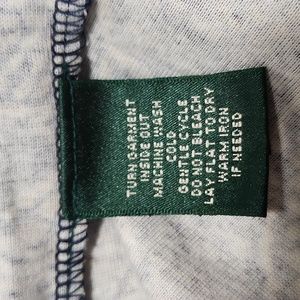 TURN GARMENT
INSIDE OUT
MACHINE WASH
COLD
GENTLE CYCLE
DO NOT BLEACH
LAY FLAT TO DRY
WARM IRON
IF NEEDED